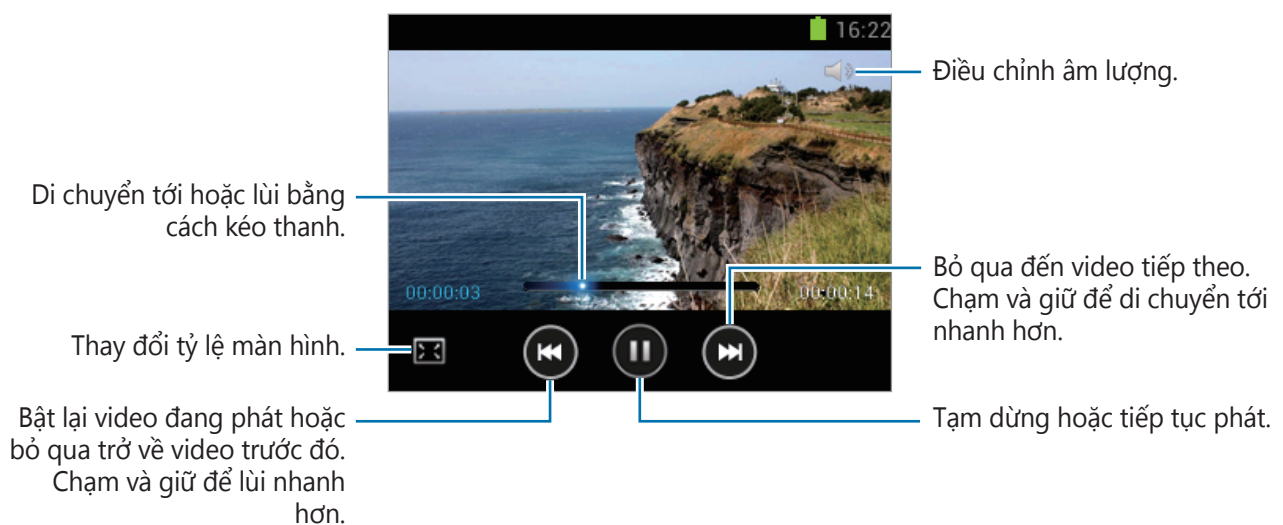 16:22
Điều chỉnh âm lượng.
Di chuyển tới hoặc lùi bằng
cách kéo thanh.
Bỏ qua đến video tiếp theo.
Chạm và giữ để di chuyển tới
nhanh hơn.
00:00:03
00:00:14
Thay đổi tỷ lệ màn hình.
Bật lại video đang phát hoặc
bỏ qua trở về video trước đó.
Chạm và giữ để lùi nhanh
hơn.
Tạm dừng hoặc tiếp tục phát.